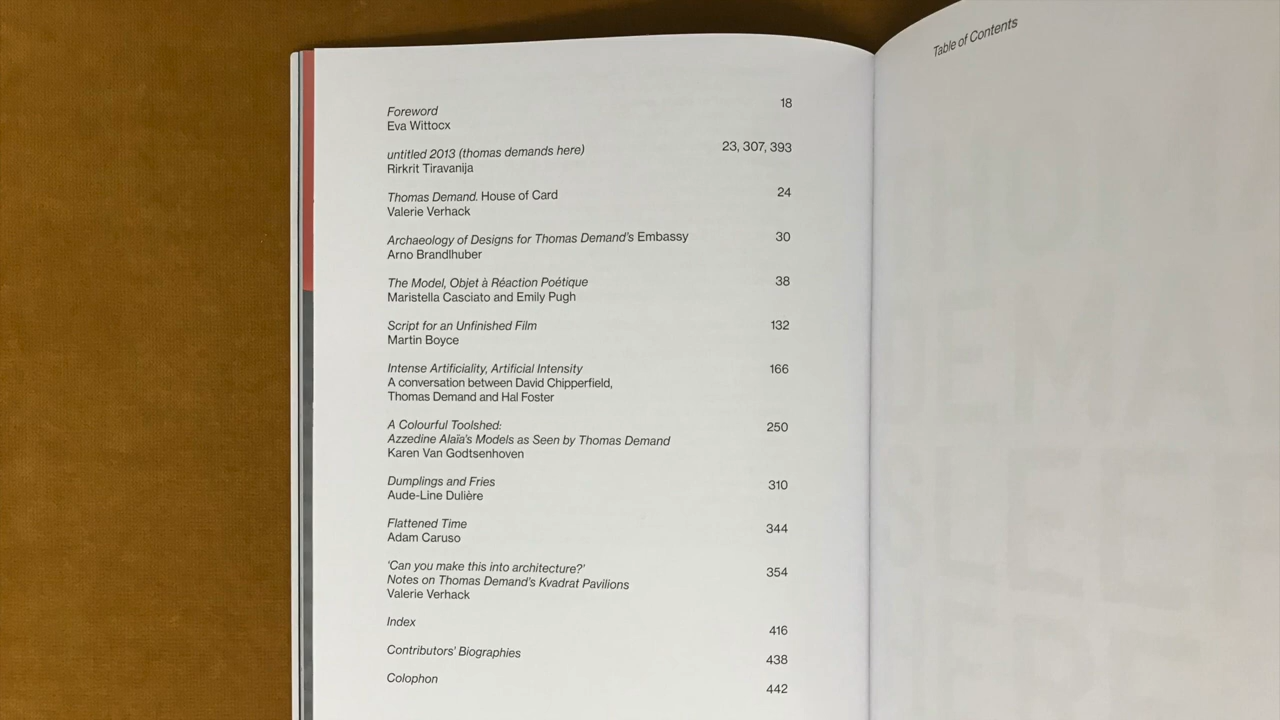 Table of Contents
Foreword 18
Eva Wittocx
untitled 2013 (thomas demands here) 23, 307, 393
Rirkrit Tiravanija
Thomas Demand. House of Card 24
Valerie Verhack
Archaeology of Designs for Thomas Demand's Embassy 30
Arno Brandlhuber
The Model, Objet à Réaction Poétique 38
Maristella Casciato and Emily Pugh
Script for an Unfinished Film 132
Martin Boyce
Intense Artificiality, Artificial Intensity 166
A conversation between David Chipperfield,
Thomas Demand and Hal Foster
A Colourful Toolshed: 250
Azzedine Alaïa's Models as Seen by Thomas Demand
Karen Van Godtsenhoven
Dumplings and Fries 310
Aude-Line Dulière
Flattened Time 344
Adam Caruso
'Can you make this into architecture?' 354
Notes on Thomas Demand's Kvadrat Pavilions
Valerie Verhack
Index 416
Contributors' Biographies 438
Colophon 442